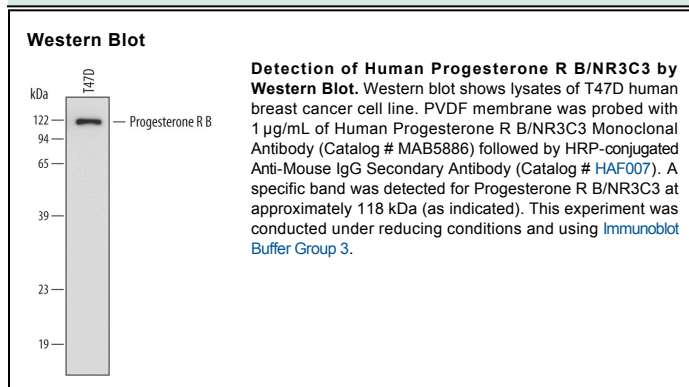 Western Blot
kDa
T47D
122
Progesterone R B
94
65
39
23
19
Detection of Human Progesterone R B/NR3C3 by
Western Blot. Western blot shows lysates of T47D human
breast cancer cell line. PVDF membrane was probed with
1 µg/mL of Human Progesterone R B/NR3C3 Monoclonal
Antibody (Catalog # MAB5886) followed by HRP-conjugated
Anti-Mouse IgG Secondary Antibody (Catalog # HAF007). A
specific band was detected for Progesterone R B/NR3C3 at
approximately 118 kDa (as indicated). This experiment was
conducted under reducing conditions and using Immunoblot
Buffer Group 3.